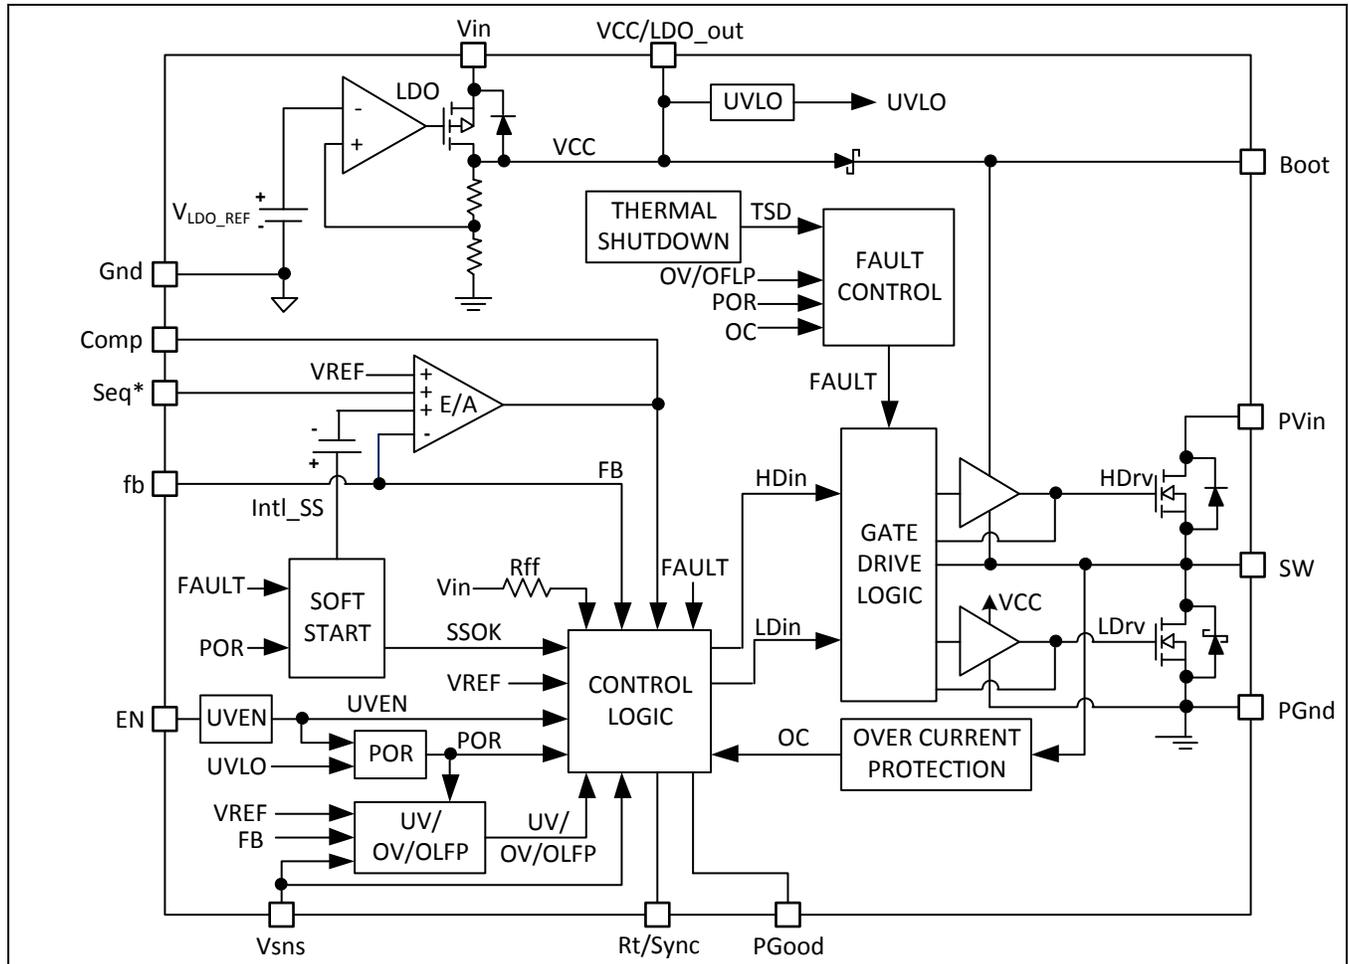 Vin
VCC/LDO_out
LDO
UVLO
UVLO
-
+
VCC
Boot
+
VLDO_REF
-
THERMAL
SHUTDOWN
TSD
FAULT
CONTROL
OV/OFLP
POR
OC
Gnd
Comp
VREF
+
Seq*
+
E/A
+
-
FAULT
-
+
PVin
fb
FB
HDin
HDrv
Intl_SS
GATE
DRIVE
LOGIC
SW
FAULT
SOFT
START
Vin
Rff
FAULT
VCC
POR
SSOK
LDin
LDrv
VREF
CONTROL
LOGIC
EN
UVEN
UVEN
PGnd
UVLO
POR
POR
OC
OVER CURRENT
PROTECTION
VREF
FB
UV/
OV/OLFP
UV/
OV/OLFP
Vsns
Rt/Sync
PGood